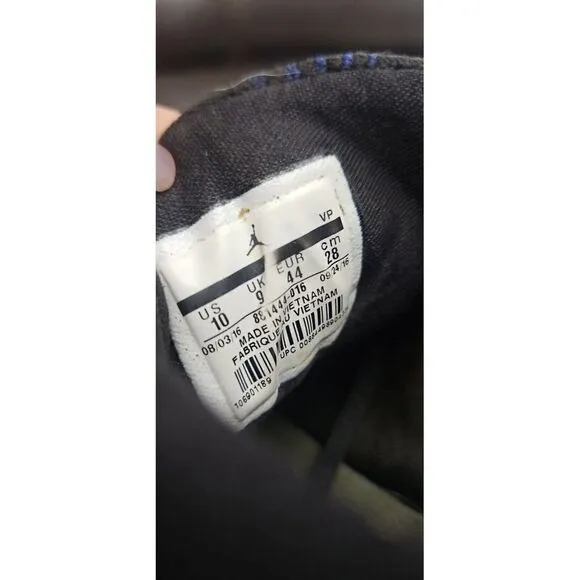 VP
US UK EUR cm
10 9 44 28
08/03/16 09/24/16
MADE IN VIETNAM
FABRIQUE AU VIETNAM
106901189 UPC